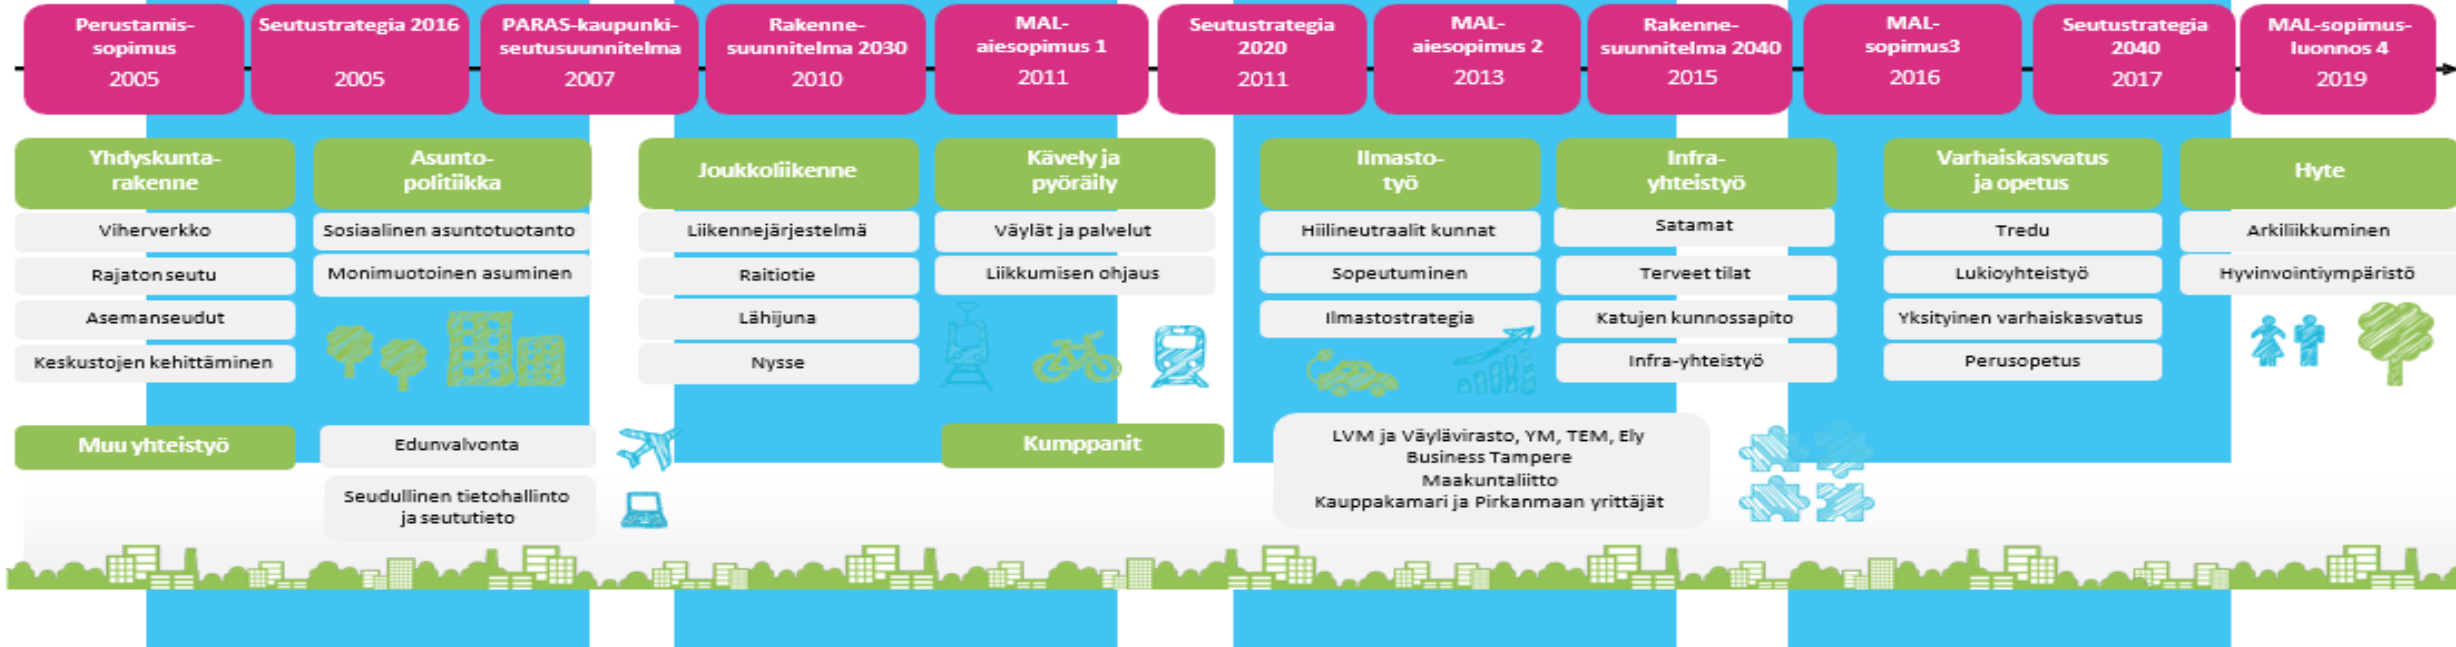 Perustamis-
sopimus
2005
Seutustrategia 2016
2005
PARAS-kaupunki-
seutusuunnitelma
2007
Rakenne-
suunnitelma 2030
2010
MAL-
aiesopimus 1
2011
Seutustrategia
2020
2011
MAL-
aiesopimus 2
2013
Rakenne-
suunnitelma 2040
2015
MAL-
sopimus3
2016
Seutustrategia
2040
2017
MAL-sopimus-
luonnos 4
2019
Yhdyskunta-
rakenne
Viherverkko
Rajaton seutu
Asemanseudut
Keskustojen kehittäminen
Asunto-
politiikka
Sosiaalinen asuntotuotanto
Monimuotoinen asuminen
Joukkoliikenne
Liikennejärjestelmä
Raitiotie
Lähijuna
Nysse
Kävely ja
pyöräily
Väylät ja palvelut
Liikkumisen ohjaus
Ilmasto-
työ
Hiilineutraalit kunnat
Sopeutuminen
Ilmastostrategia
Infra-
yhteistyö
Satamat
Terveet tilat
Katujen kunnossapito
Infra-yhteistyö
Varhaiskasvatus
ja opetus
Tredu
Lukioyhteistyö
Yksityinen varhaiskasvatus
Perusopetus
Hyte
Arkiliikkuminen
Hyvinvointiympäristö
Muu yhteistyö
Edunvalvonta
Seudullinen tietohallinto
ja seututieto
Kumppanit
LVM ja Väylävirasto, YM, TEM, Ely
Business Tampere
Maakuntaliitto
Kauppakamari ja Pirkanmaan yrittäjät